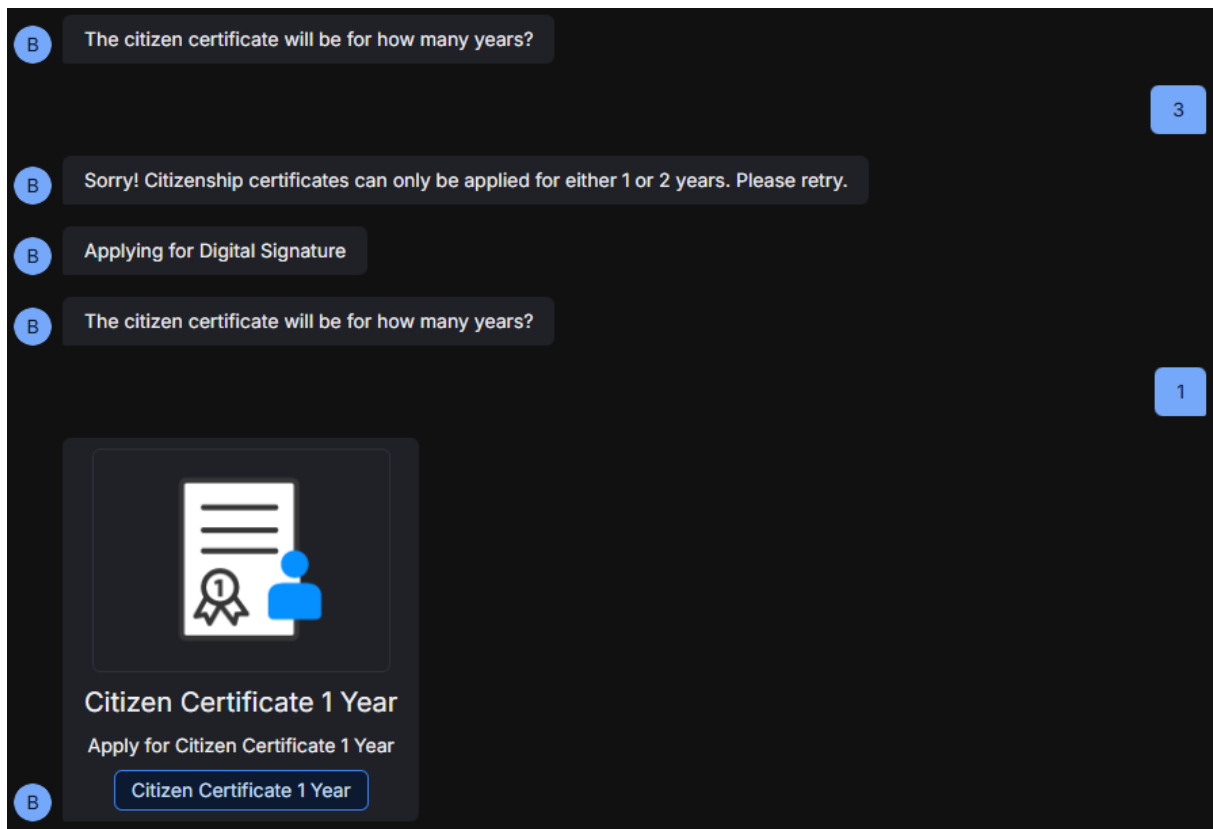 B
The citizen certificate will be for how many years?
3
B
Sorry! Citizenship certificates can only be applied for either 1 or 2 years. Please retry.
B
Applying for Digital Signature
B
The citizen certificate will be for how many years?
1
1
Citizen Certificate 1 Year
Apply for Citizen Certificate 1 Year
Citizen Certificate 1 Year
B